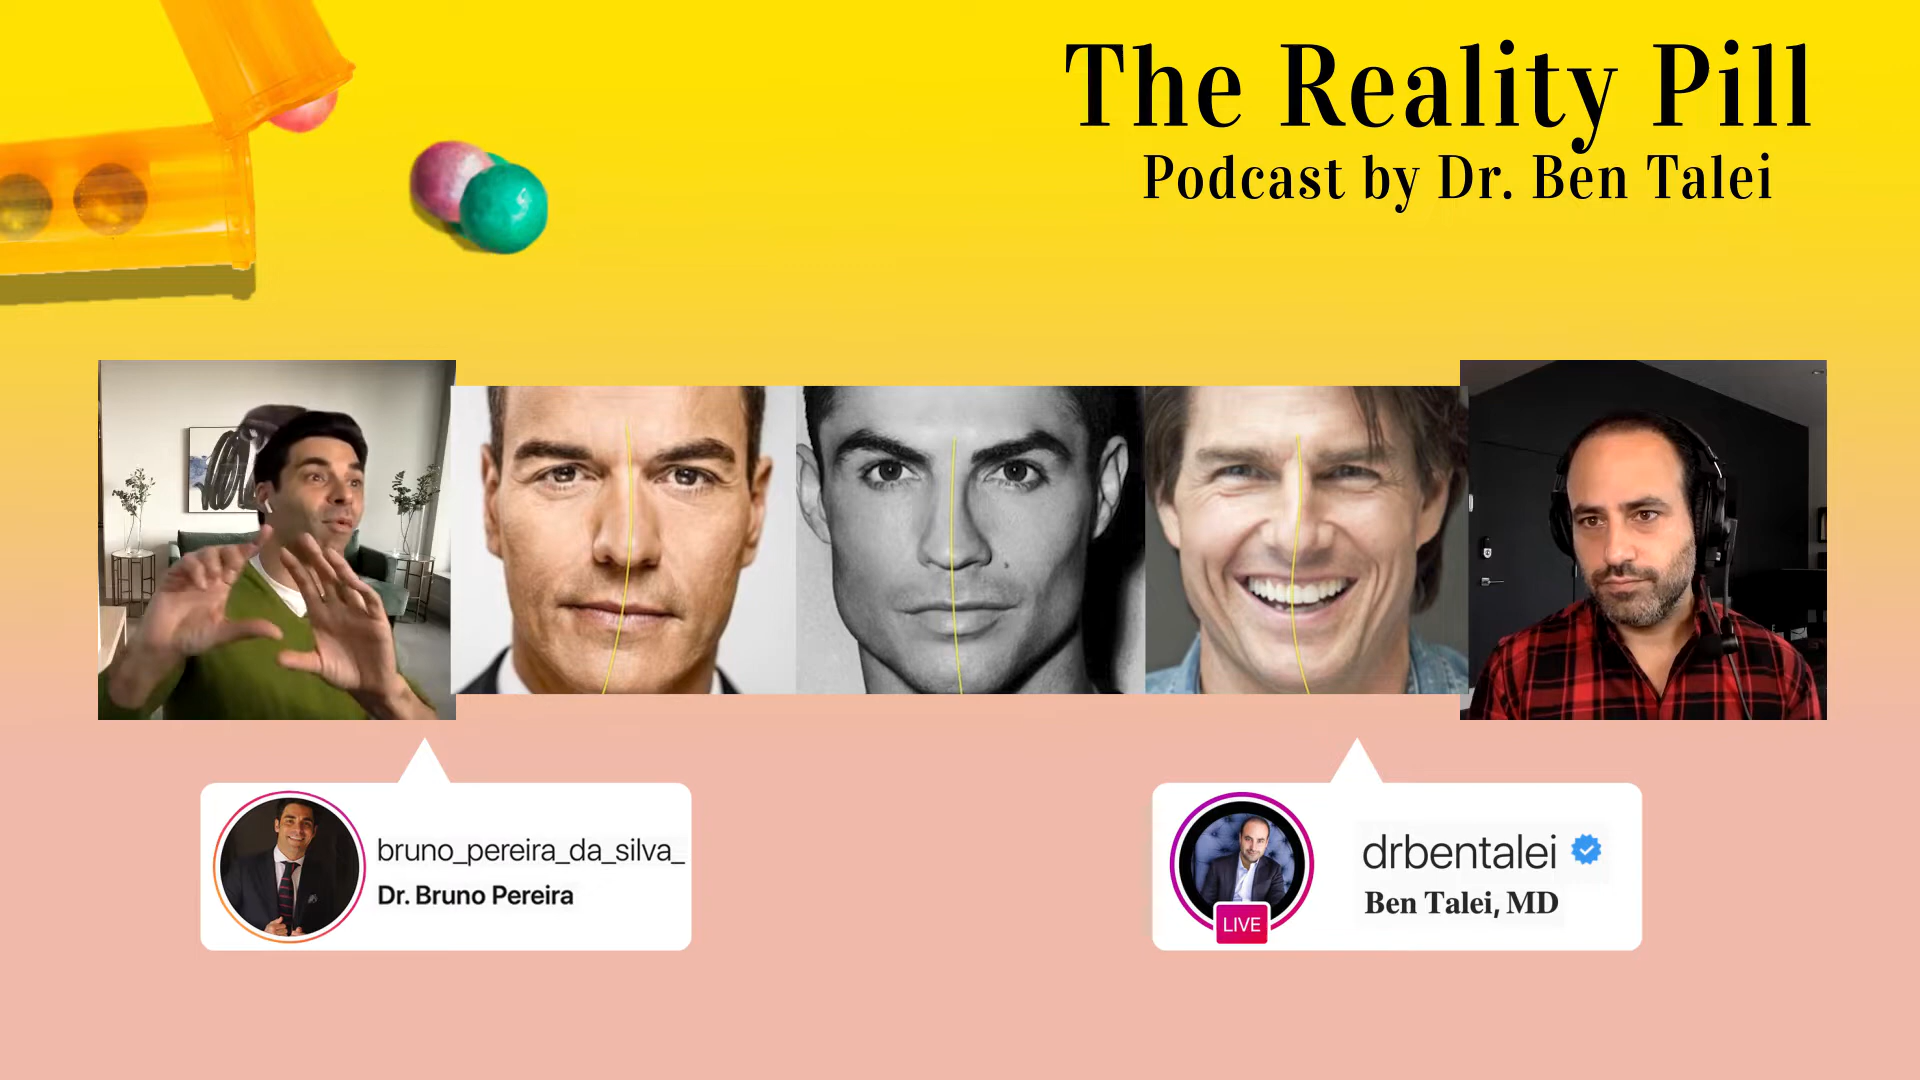 The Reality Pill
Podcast by Dr. Ben Talei
bruno_pereira_da_silva_
Dr. Bruno Pereira
drbentalei
Ben Talei, MD
LIVE